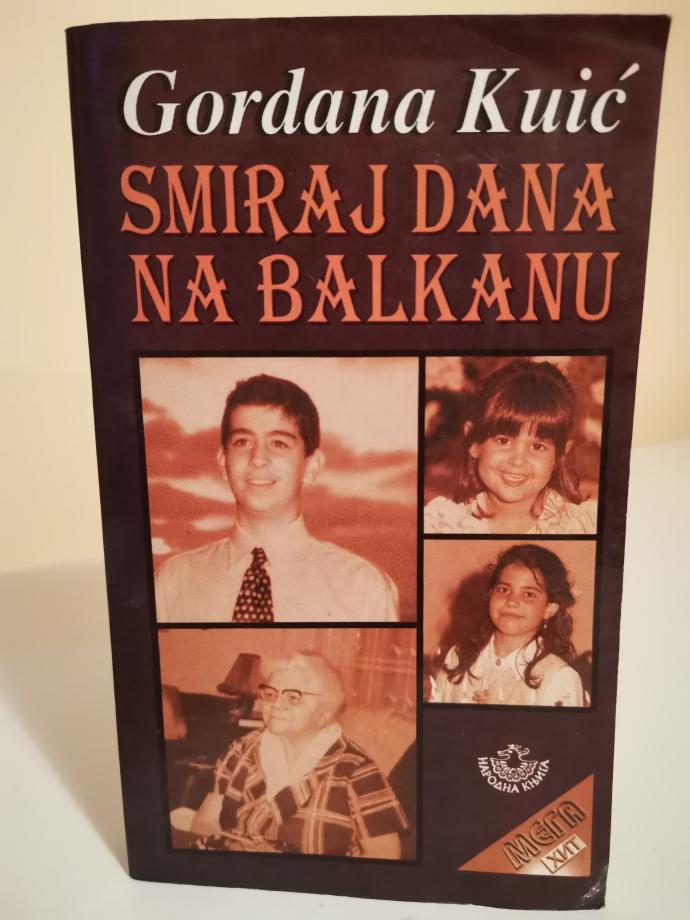 Gordana Kuić
SMIRAJ DANA
NA BALKANU
НАРОДНА КЊИГА
МЕГА
ХИТ